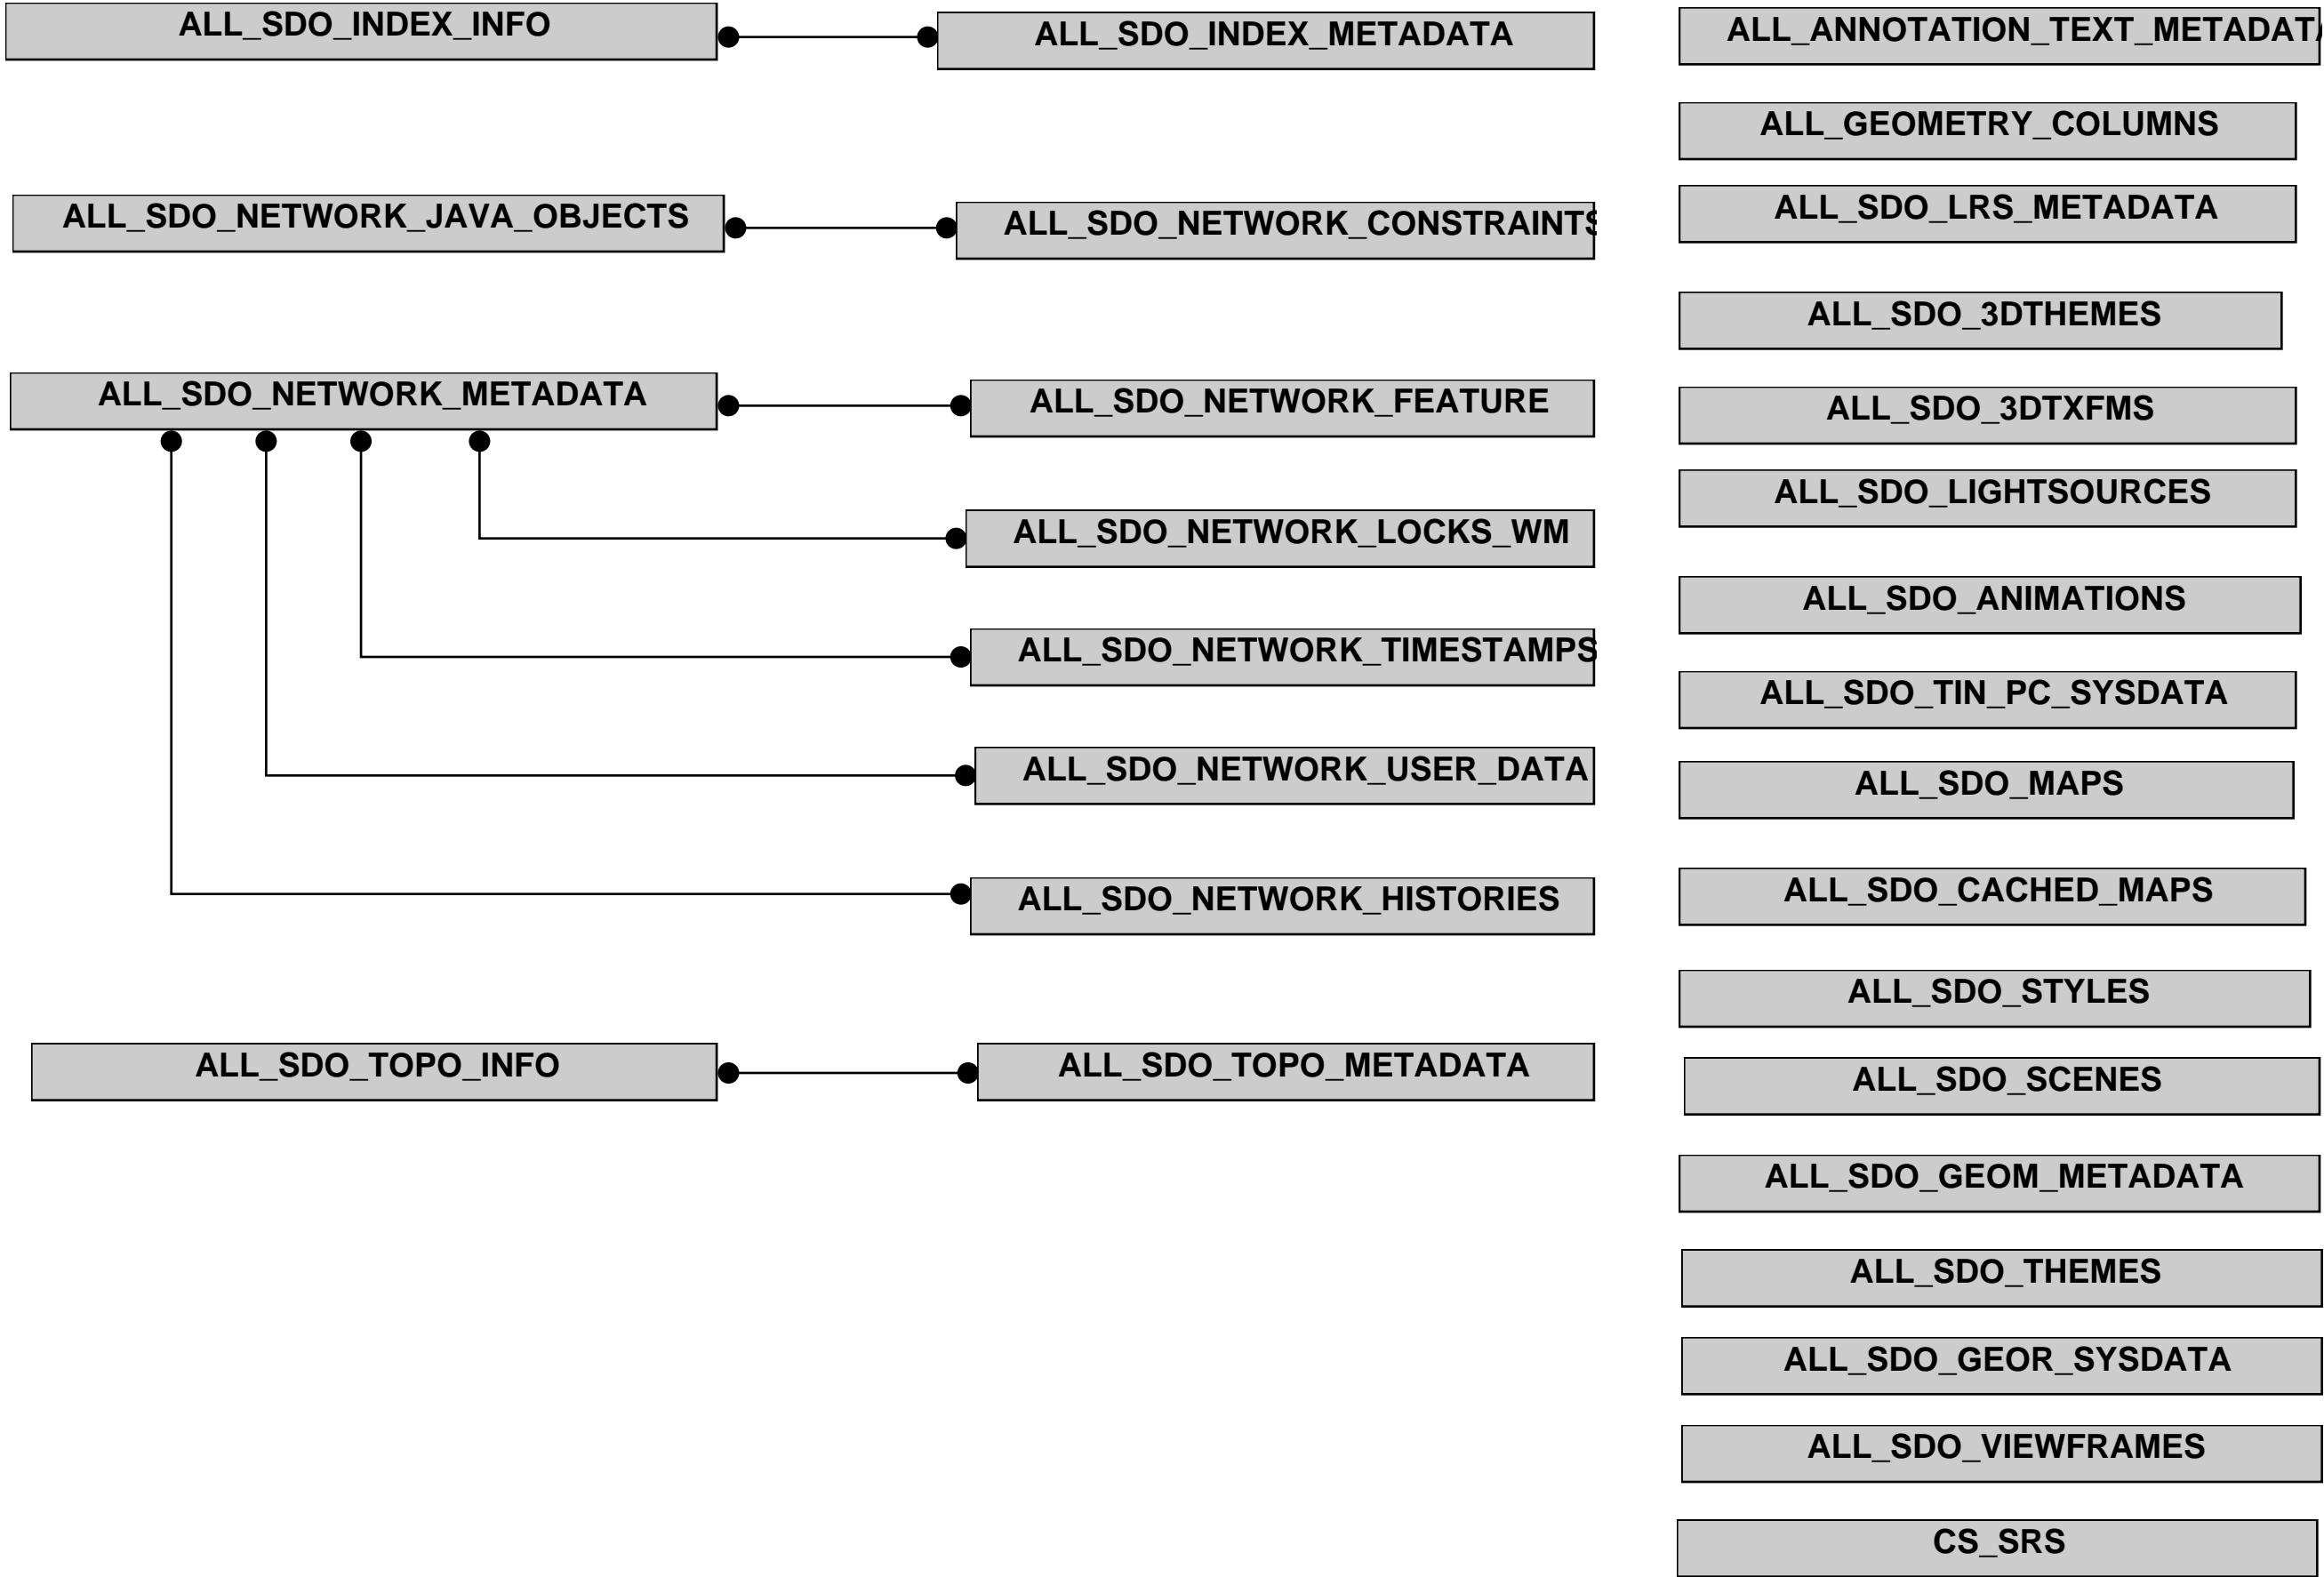 ALL_SDO_INDEX_INFO
ALL_SDO_INDEX_METADATA
ALL_ANNOTATION_TEXT_METADATA
ALL_GEOMETRY_COLUMNS
ALL_SDO_NETWORK_JAVA_OBJECTS
ALL_SDO_NETWORK_CONSTRAINTS
ALL_SDO_LRS_METADATA
ALL_SDO_3DTHEMES
ALL_SDO_NETWORK_METADATA
ALL_SDO_NETWORK_FEATURE
ALL_SDO_3DTXFMS
ALL_SDO_LIGHTSOURCES
ALL_SDO_NETWORK_LOCKS_WM
ALL_SDO_ANIMATIONS
ALL_SDO_NETWORK_TIMESTAMPS
ALL_SDO_TIN_PC_SYSDATA
ALL_SDO_NETWORK_USER_DATA
ALL_SDO_MAPS
ALL_SDO_NETWORK_HISTORIES
ALL_SDO_CACHED_MAPS
ALL_SDO_STYLES
ALL_SDO_TOPO_INFO
ALL_SDO_TOPO_METADATA
ALL_SDO_SCENES
ALL_SDO_GEOM_METADATA
ALL_SDO_THEMES
ALL_SDO_GEOR_SYSDATA
ALL_SDO_VIEWFRAMES
CS_SRS